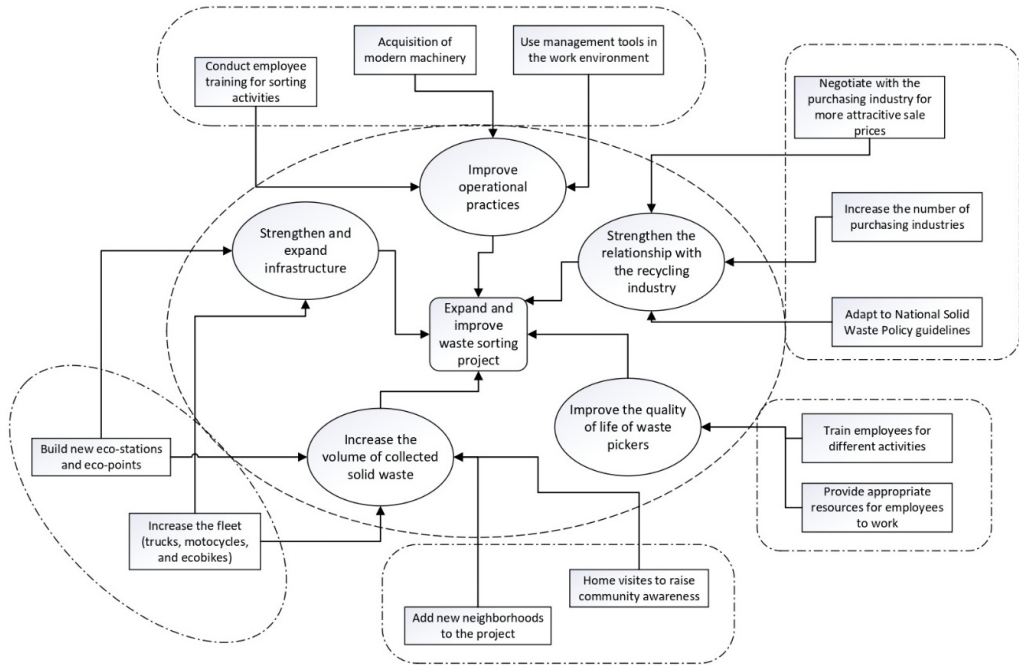 Conduct employee
training for sorting
activities
Acquisition of
modern machinery
Use management tools in
the work environment
Negotiate with the
purchasing industry for
more attracitive sale
prices
Improve
operational
practices
Increase the number of
purchasing industries
Strengthen and
expand
infrastructure
Strengthen the
relationship with
the recycling
industry
Adapt to National Solid
Waste Policy guidelines
Expand and
improve
waste sorting
project
Improve the quality
of life of waste
pickers
Increase the
volume of collected
solid waste
Train employees for
different activities
Build new eco-stations
and eco-points
Provide appropriate
resources for employees
to work
Increase the fleet
(trucks, motocycles,
and ecobikes)
Home visites to raise
community awareness
Add new neighborhoods
to the project